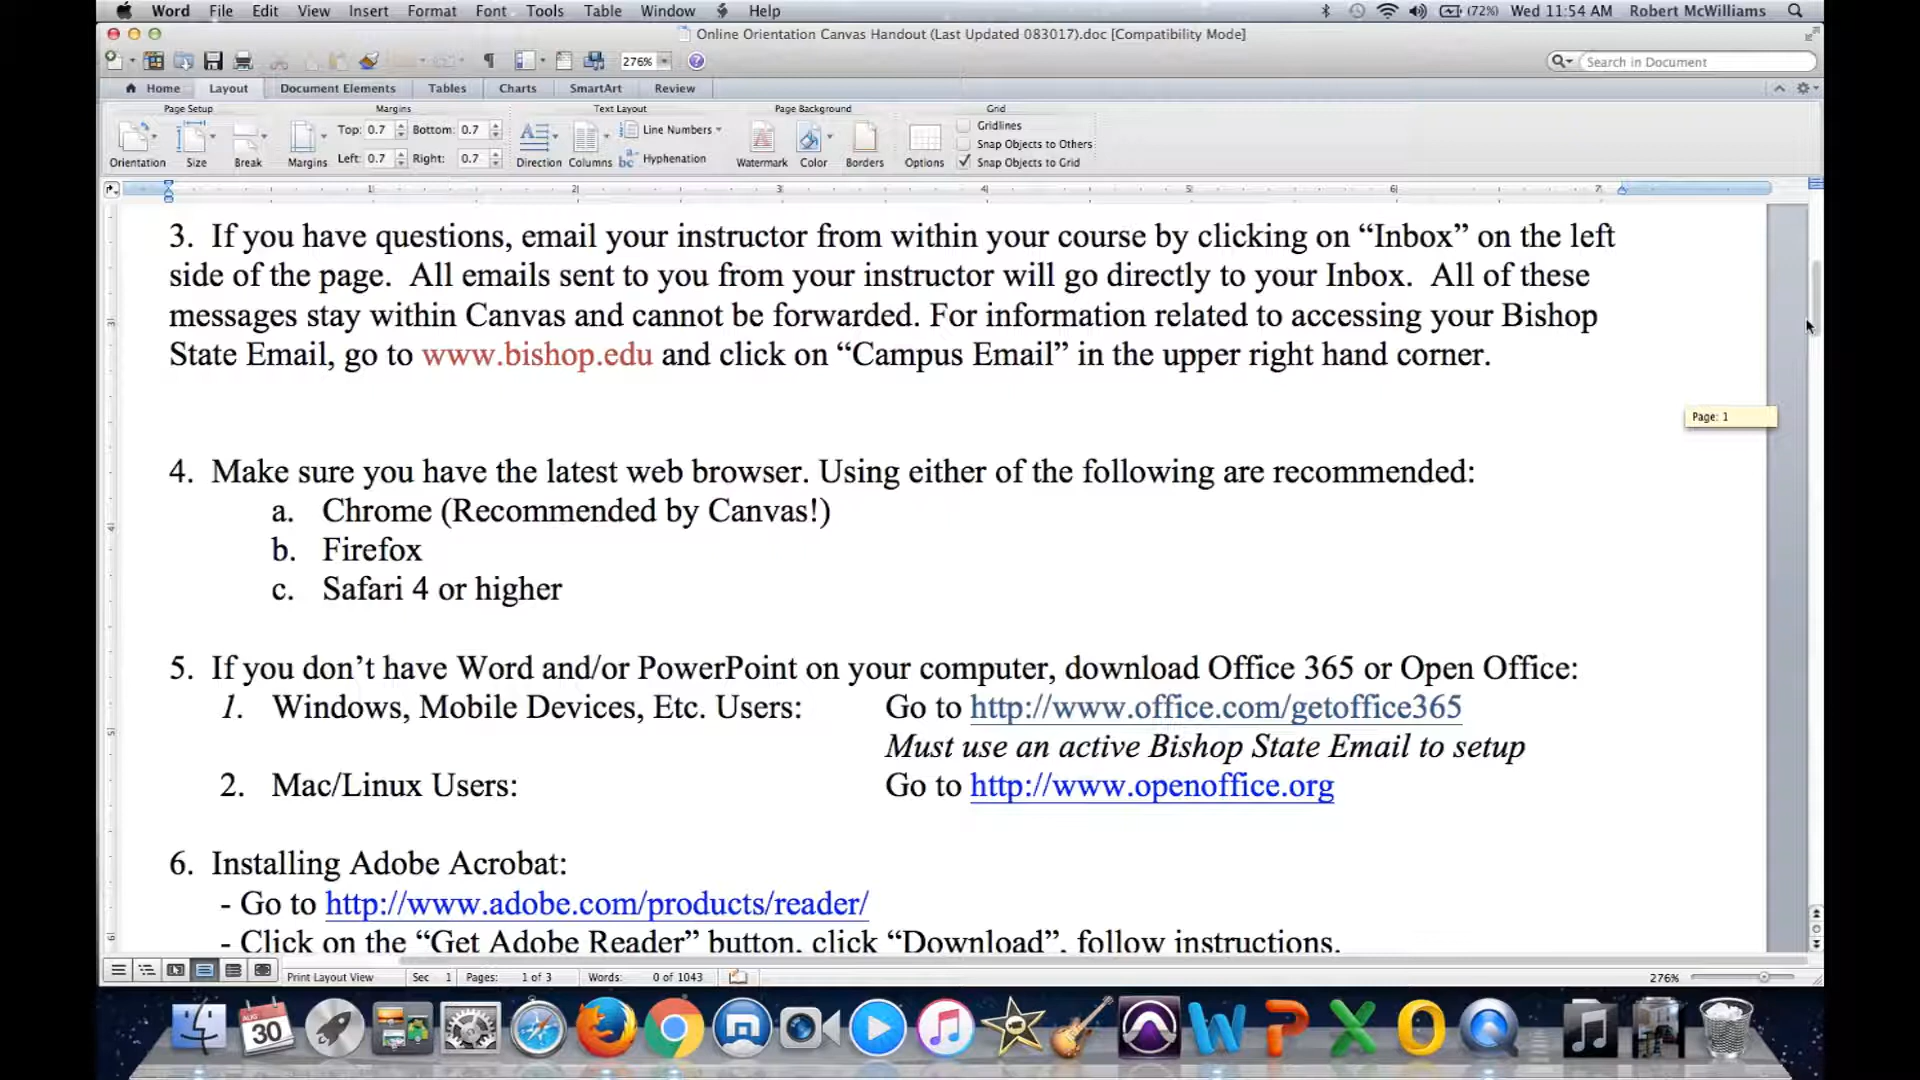 Word File Edit View Insert Format Font Tools Table Window Help (72%) Wed 11:54 AM Robert McWilliams
Online Orientation Canvas Handout (Last Updated 083017).doc [Compatibility Mode]
276% Search in Document
Home Layout Document Elements Tables Charts SmartArt Review
Page Setup Margins Text Layout Page Background Grid
Top: 0.7 Bottom: 0.7 Line Numbers Gridlines
Snap Objects to Others
Left: 0.7 Right: 0.7 Hyphenation Snap Objects to Grid
Orientation Size Break Margins Direction Columns Watermark Color Borders Options
1 2 3 4 5 6 7
3. If you have questions, email your instructor from within your course by clicking on “Inbox” on the left
side of the page. All emails sent to you from your instructor will go directly to your Inbox. All of these
messages stay within Canvas and cannot be forwarded. For information related to accessing your Bishop
State Email, go to www.bishop.edu and click on “Campus Email” in the upper right hand corner.
Page: 1
4. Make sure you have the latest web browser. Using either of the following are recommended:
a. Chrome (Recommended by Canvas!)
b. Firefox
c. Safari 4 or higher
5. If you don’t have Word and/or PowerPoint on your computer, download Office 365 or Open Office:
1. Windows, Mobile Devices, Etc. Users: Go to http://www.office.com/getoffice365
Must use an active Bishop State Email to setup
2. Mac/Linux Users: Go to http://www.openoffice.org
6. Installing Adobe Acrobat:
- Go to http://www.adobe.com/products/reader/
- Click on the “Get Adobe Reader” button, click “Download”, follow instructions.
Print Layout View Sec 1 Pages: 1 of 3 Words: 0 of 1043 276%
AUG
30